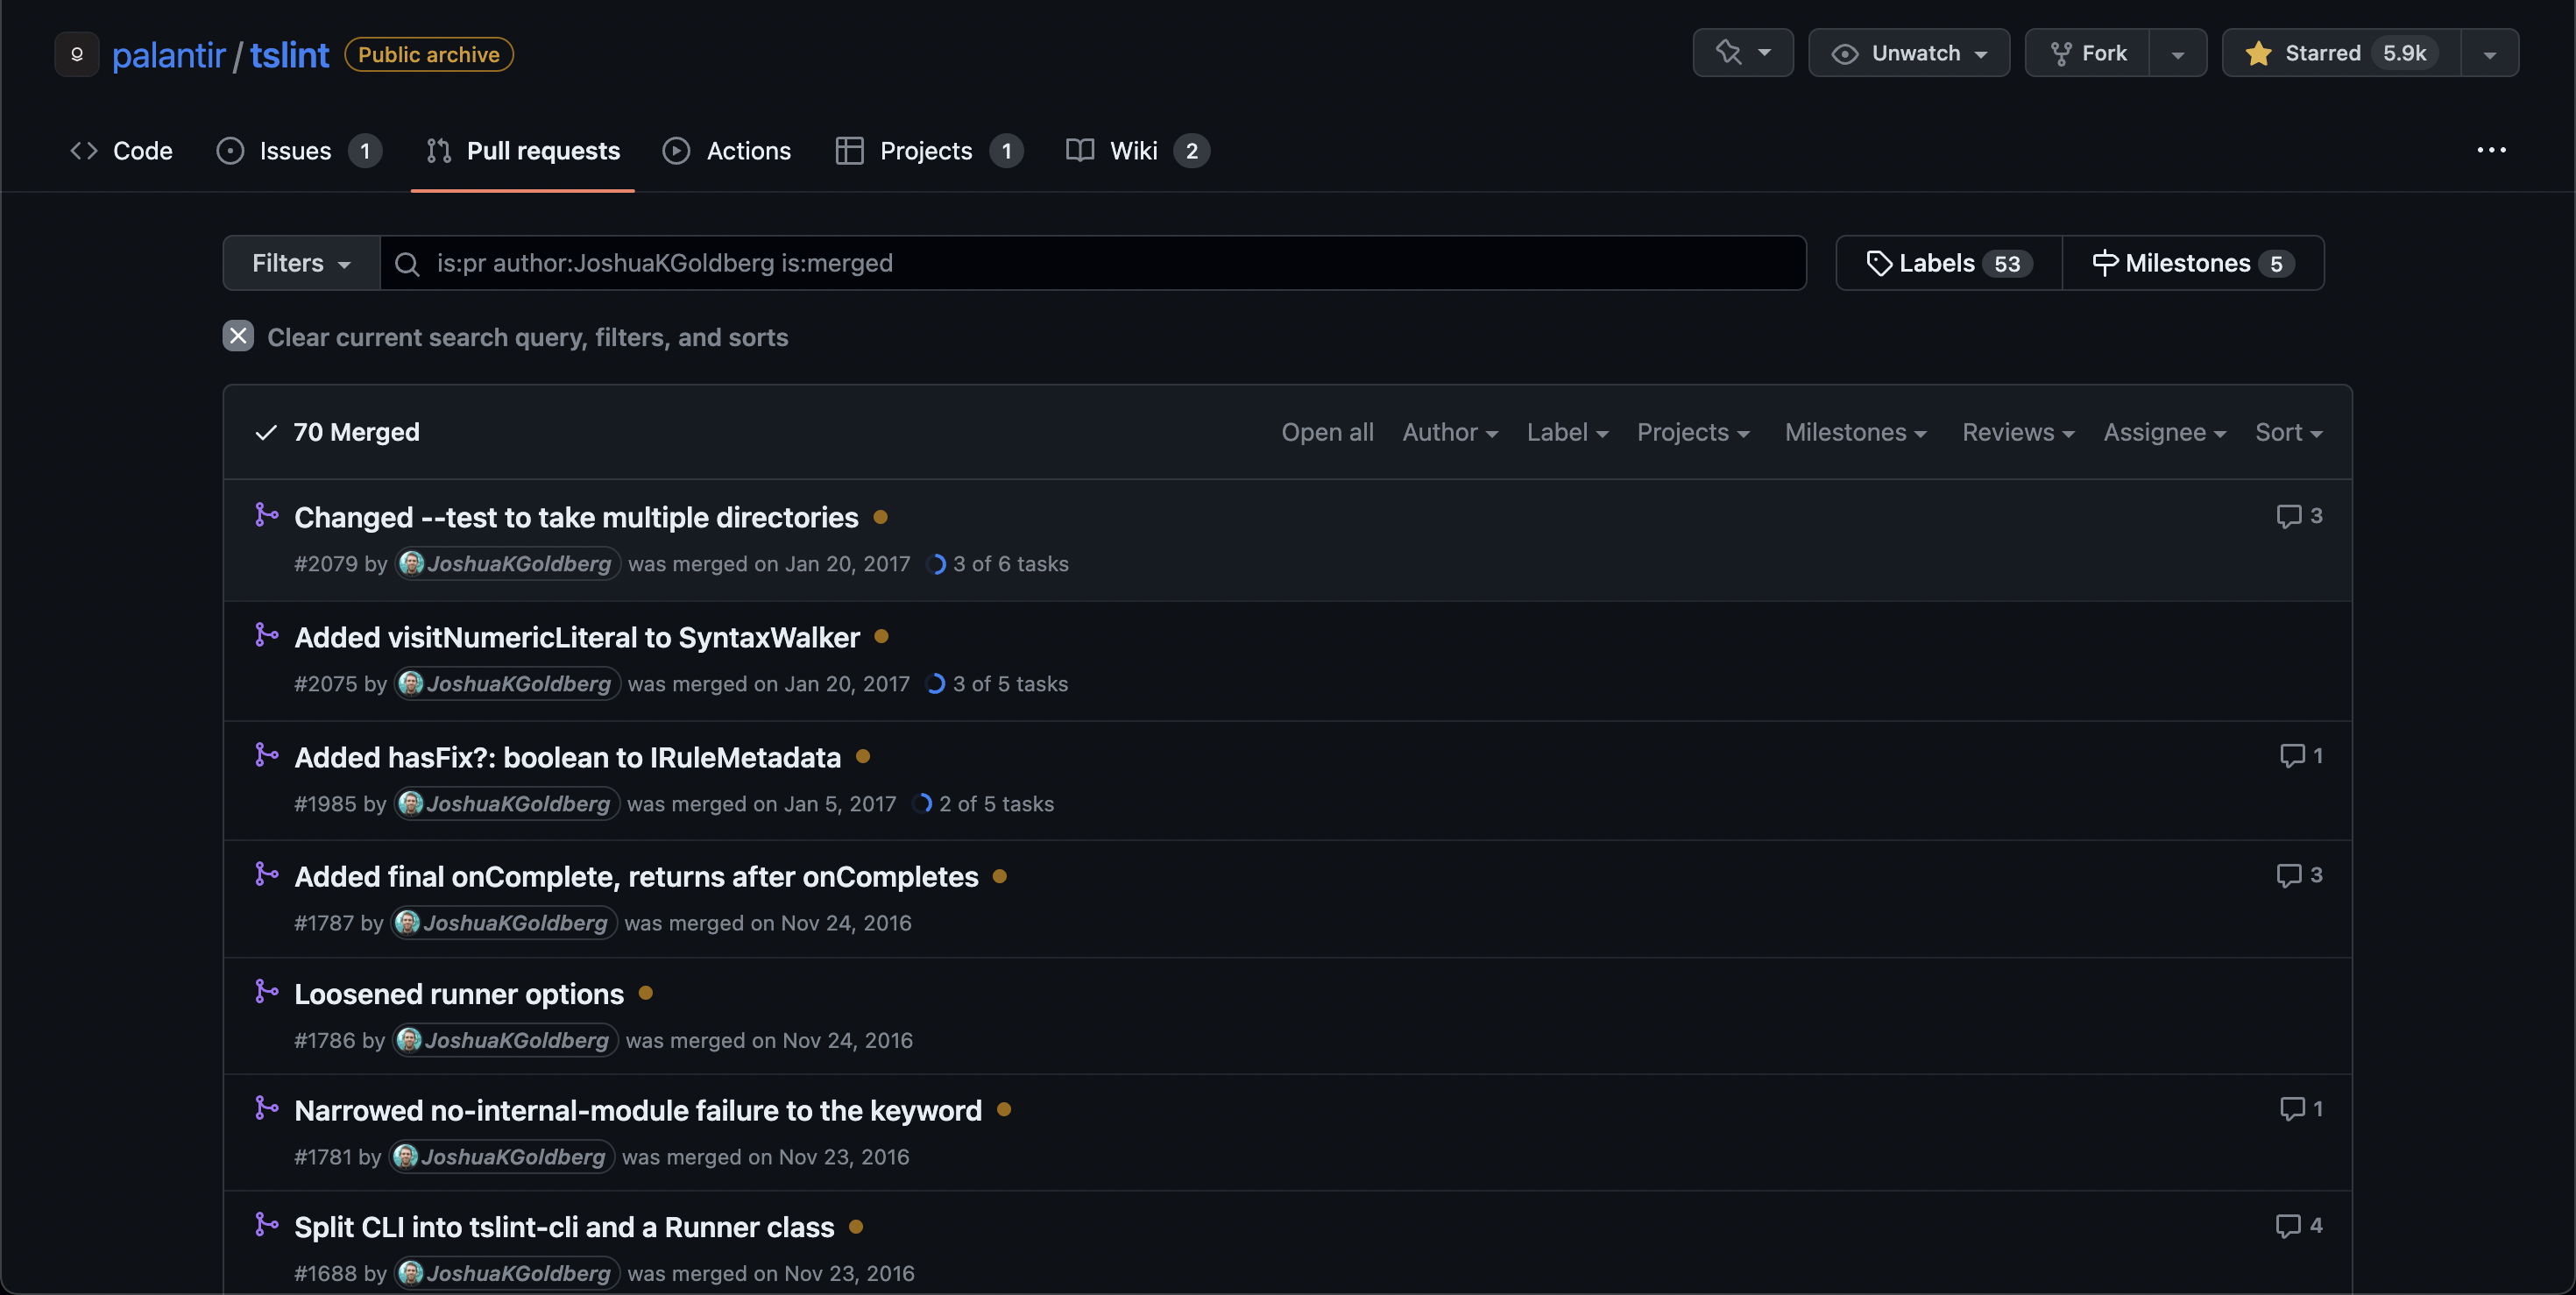 palantir / tslint Public archive Unwatch Fork Starred 5.9k
Code Issues 1 Pull requests Actions Projects 1 Wiki 2
Filters is:pr author:JoshuaKGoldberg is:merged Labels 53 Milestones 5
Clear current search query, filters, and sorts
70 Merged Open all Author Label Projects Milestones Reviews Assignee Sort
Changed --test to take multiple directories 3
#2079 by JoshuaKGoldberg was merged on Jan 20, 2017 3 of 6 tasks
Added visitNumericLiteral to SyntaxWalker
#2075 by JoshuaKGoldberg was merged on Jan 20, 2017 3 of 5 tasks
Added hasFix?: boolean to IRuleMetadata 1
#1985 by JoshuaKGoldberg was merged on Jan 5, 2017 2 of 5 tasks
Added final onComplete, returns after onCompletes 3
#1787 by JoshuaKGoldberg was merged on Nov 24, 2016
Loosened runner options
#1786 by JoshuaKGoldberg was merged on Nov 24, 2016
Narrowed no-internal-module failure to the keyword 1
#1781 by JoshuaKGoldberg was merged on Nov 23, 2016
Split CLI into tslint-cli and a Runner class 4
#1688 by JoshuaKGoldberg was merged on Nov 23, 2016